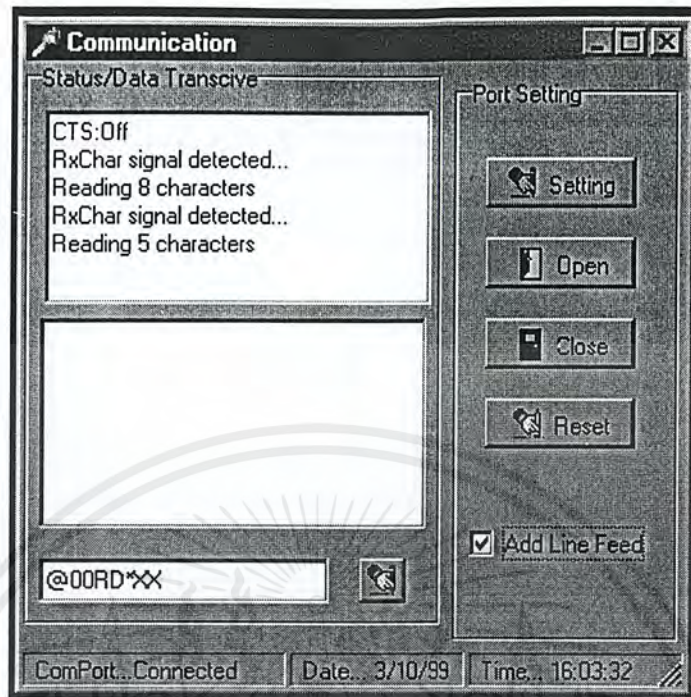 Communication
Status/Data Transcive
CTS:Off
RxChar signal detected...
Reading 8 characters
RxChar signal detected...
Reading 5 characters
@00RD*XX
Port Setting
Setting
Open
Close
Reset
Add Line Feed
ComPort...Connected
Date... 3/10/99
Time... 16:03:32